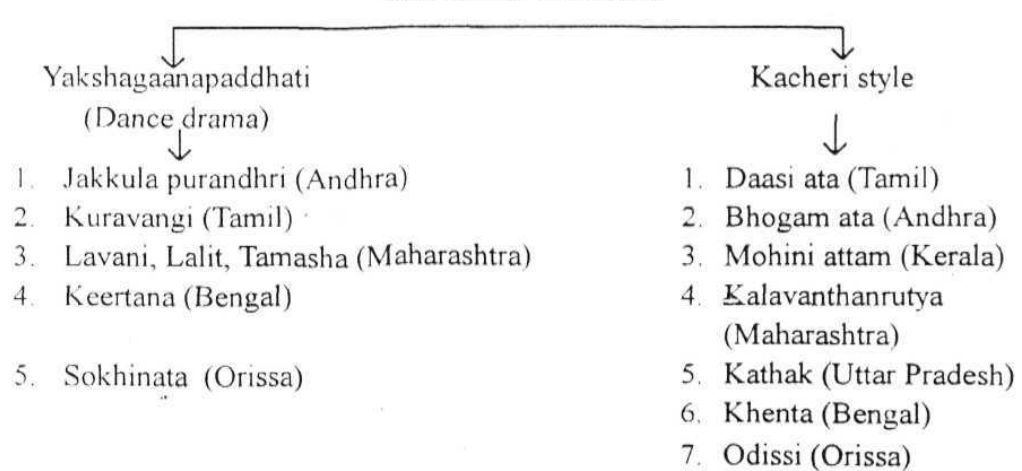 Yakshagaanapaddhati
(Dance drama)
1. Jakkula purandhri (Andhra)
2. Kuravangi (Tamil)
3. Lavani, Lalit, Tamasha (Maharashtra)
4. Keertana (Bengal)
5. Sokhinata (Orissa)
Kacheri style
1. Daasi ata (Tamil)
2. Bhogam ata (Andhra)
3. Mohini attam (Kerala)
4. Kalavanthanrutya
(Maharashtra)
5. Kathak (Uttar Pradesh)
6. Khenta (Bengal)
7. Odissi (Orissa)